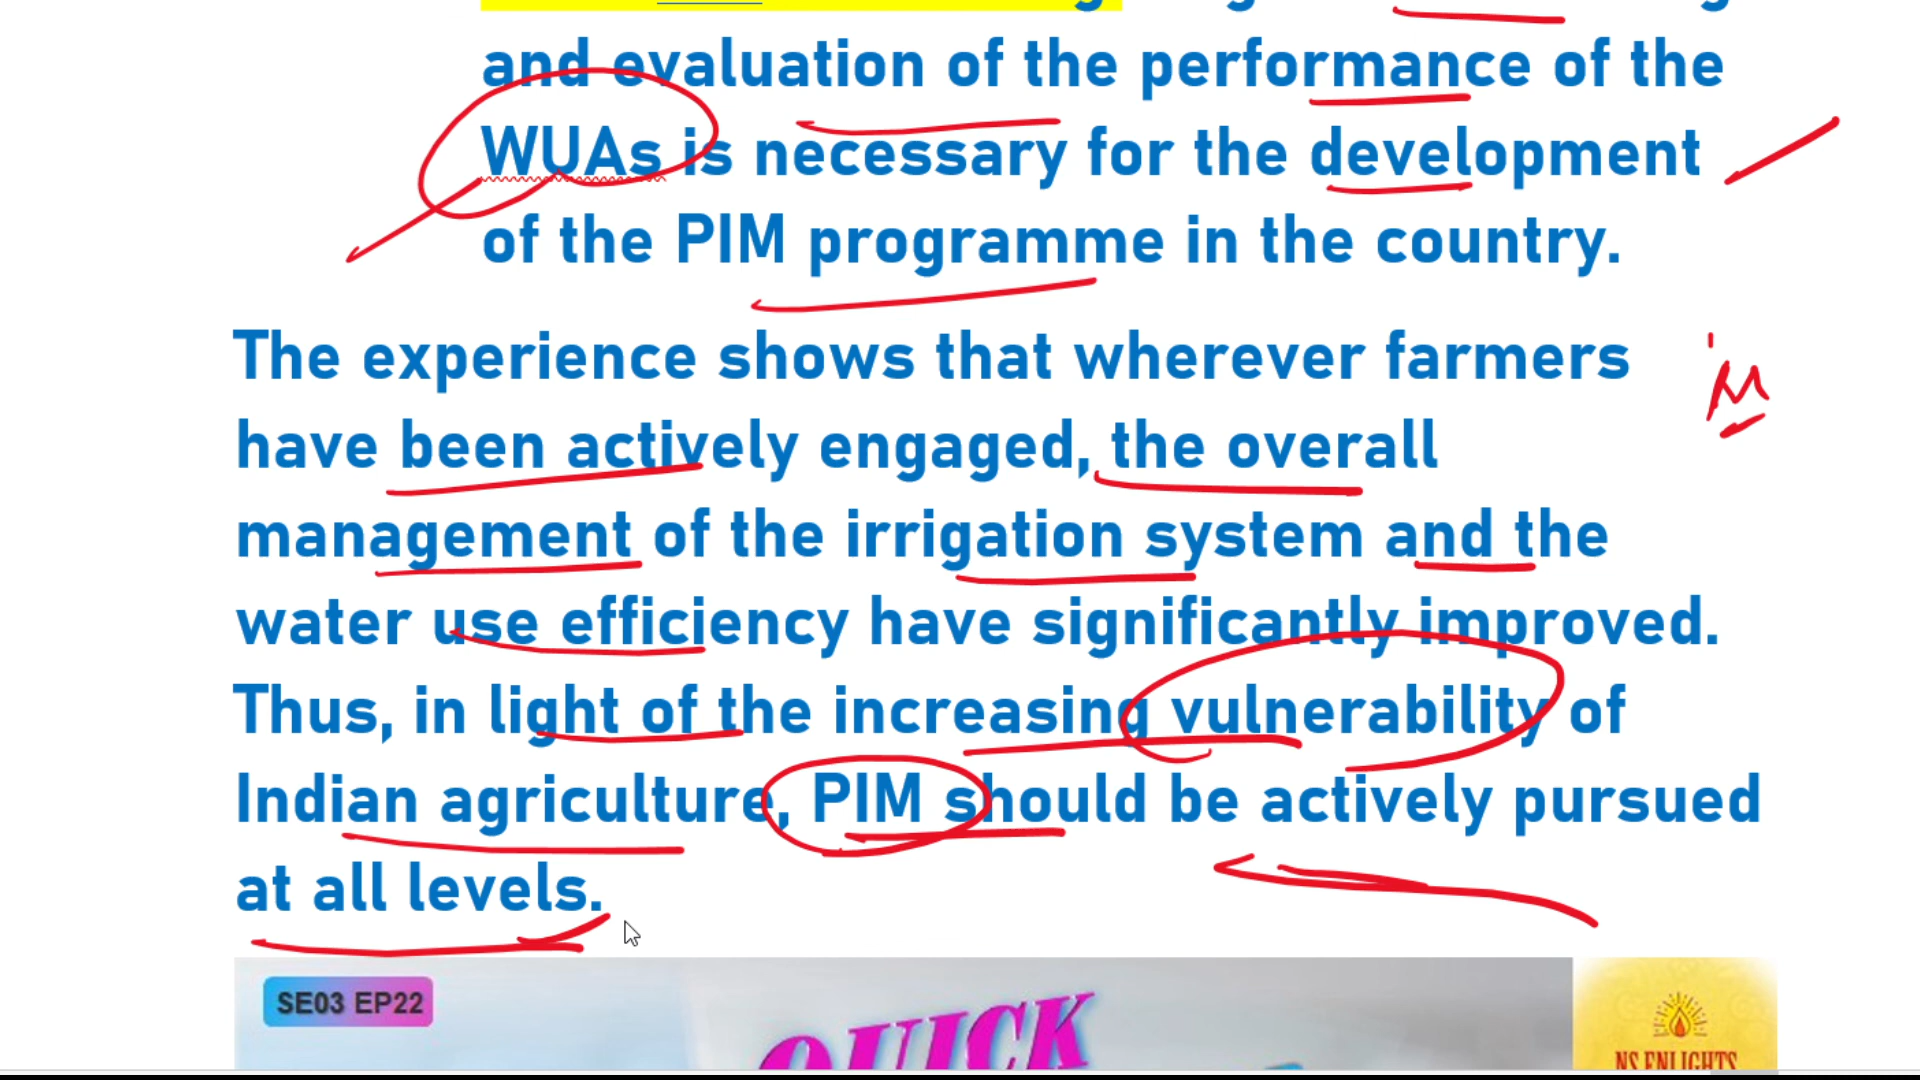 and evaluation of the performance of the
WUAs is necessary for the development
of the PIM programme in the country.
The experience shows that wherever farmers
have been actively engaged, the overall
management of the irrigation system and the
water use efficiency have significantly improved.
Thus, in light of the increasing vulnerability of
Indian agriculture, PIM should be actively pursued
at all levels.
SE03 EP22
QUICK
NS ENLIGHTS